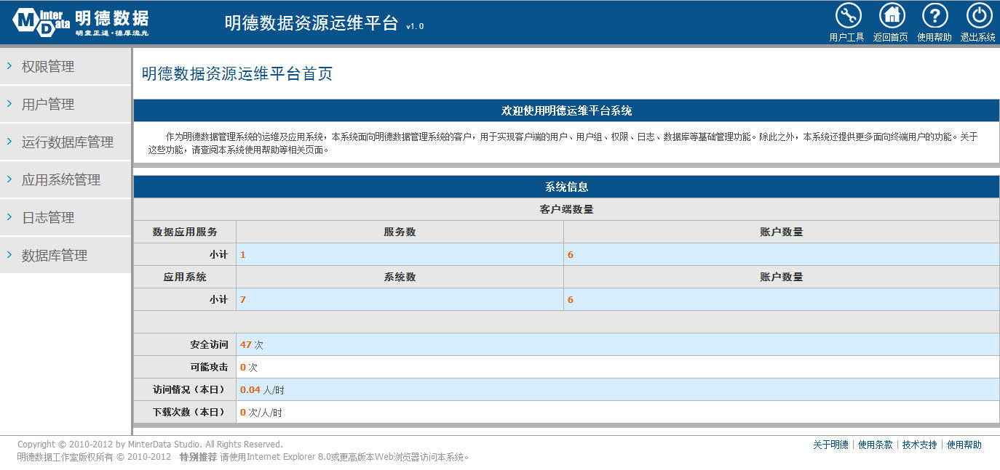 Minter Data 明德数据
明堂正道·德厚流光
明德数据资源运维平台 v1.0
用户工具 返回首页 使用帮助 退出系统
权限管理
用户管理
运行数据库管理
应用系统管理
日志管理
数据库管理
明德数据资源运维平台首页
欢迎使用明德运维平台系统
作为明德数据管理系统的运维及应用系统，本系统面向明德数据管理系统的客户，用于实现客户端的用户、用户组、权限、日志、数据库等基础管理功能。除此之外，本系统还提供更多面向终端用户的功能。关于
这些功能，请查阅本系统使用帮助等相关页面。
系统信息
客户端数量
数据应用服务 服务数 账户数量
小计 1 6
应用系统 系统数 账户数量
小计 7 6
安全访问 47 次
可能攻击 0 次
访问情况（本日） 0.04 人/时
下载次数（本日） 0 次/人/时
Copyright © 2010-2012 by MinterData Studio. All Rights Reserved.
关于明德 | 使用条款 | 技术支持 | 使用帮助
明德数据工作室版权所有 © 2010-2012 特别推荐 请使用Internet Explorer 8.0或更高版本Web浏览器访问本系统。